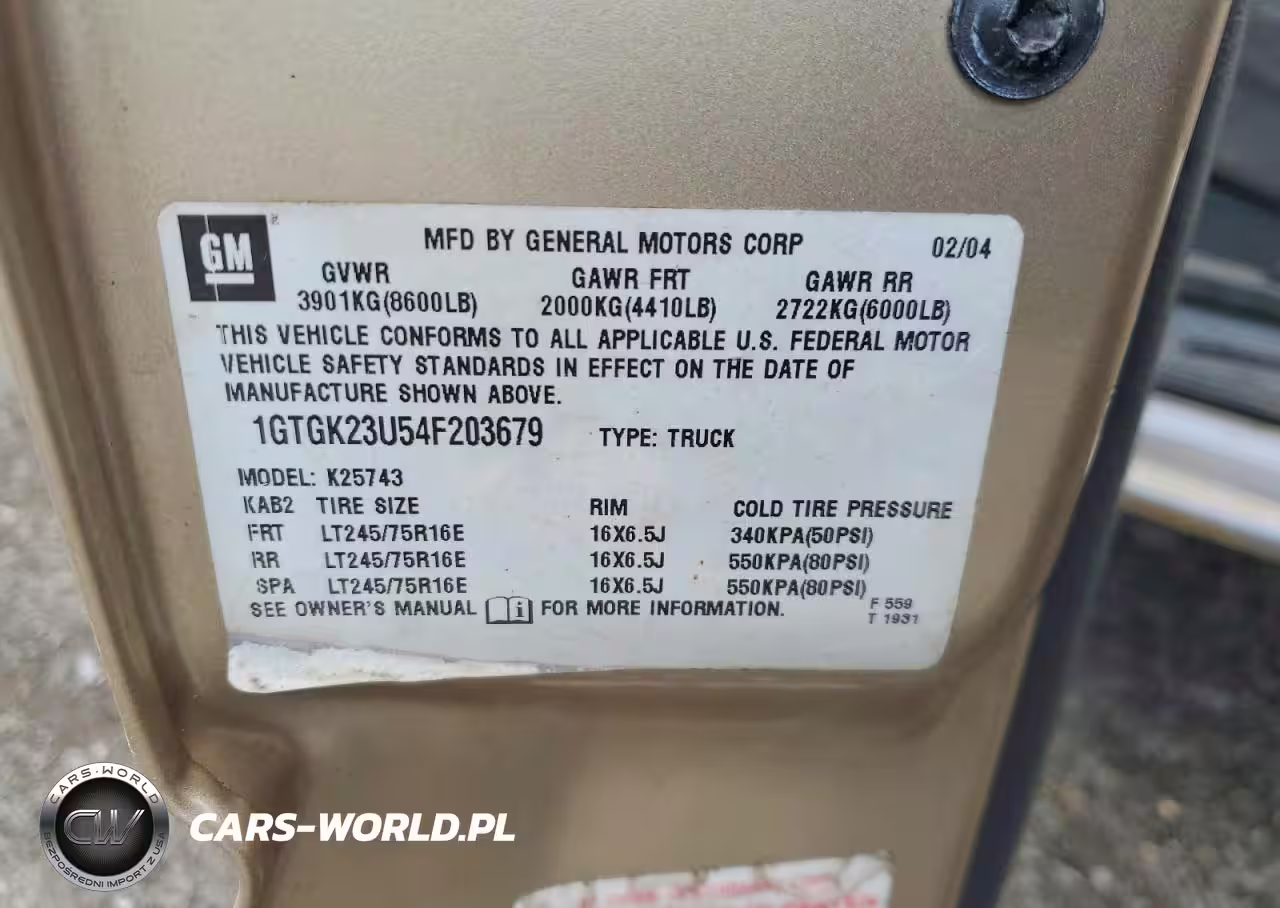 GM
MFD BY GENERAL MOTORS CORP 02/04
GVWR GAWR FRT GAWR RR
3901KG(8600LB) 2000KG(4410LB) 2722KG(6000LB)
THIS VEHICLE CONFORMS TO ALL APPLICABLE U.S. FEDERAL MOTOR
VEHICLE SAFETY STANDARDS IN EFFECT ON THE DATE OF
MANUFACTURE SHOWN ABOVE.
1GTGK23U54F203679 TYPE: TRUCK
MODEL: K25743
KAB2 TIRE SIZE RIM COLD TIRE PRESSURE
FRT LT245/75R16E 16X6.5J 340KPA(50PSI)
RR LT245/75R16E 16X6.5J 550KPA(80PSI)
SPA LT245/75R16E 16X6.5J 550KPA(80PSI)
SEE OWNER'S MANUAL i FOR MORE INFORMATION.
F 559
T 1931
CARS-WORLD
CW
BEZPOŚREDNI IMPORT Z USA
CARS-WORLD.PL